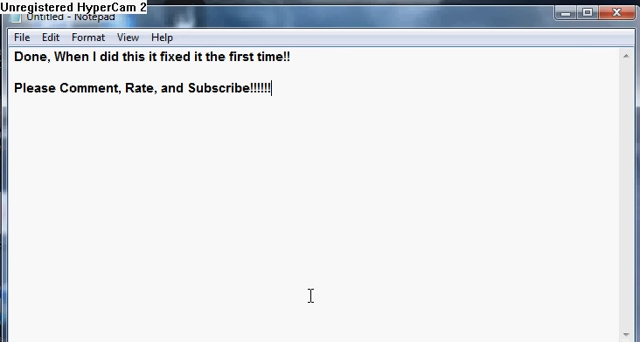 Unregistered HyperCam 2
Untitled - Notepad
File Edit Format View Help
Done, When I did this it fixed it the first time!!
Please Comment, Rate, and Subscribe!!!!!!